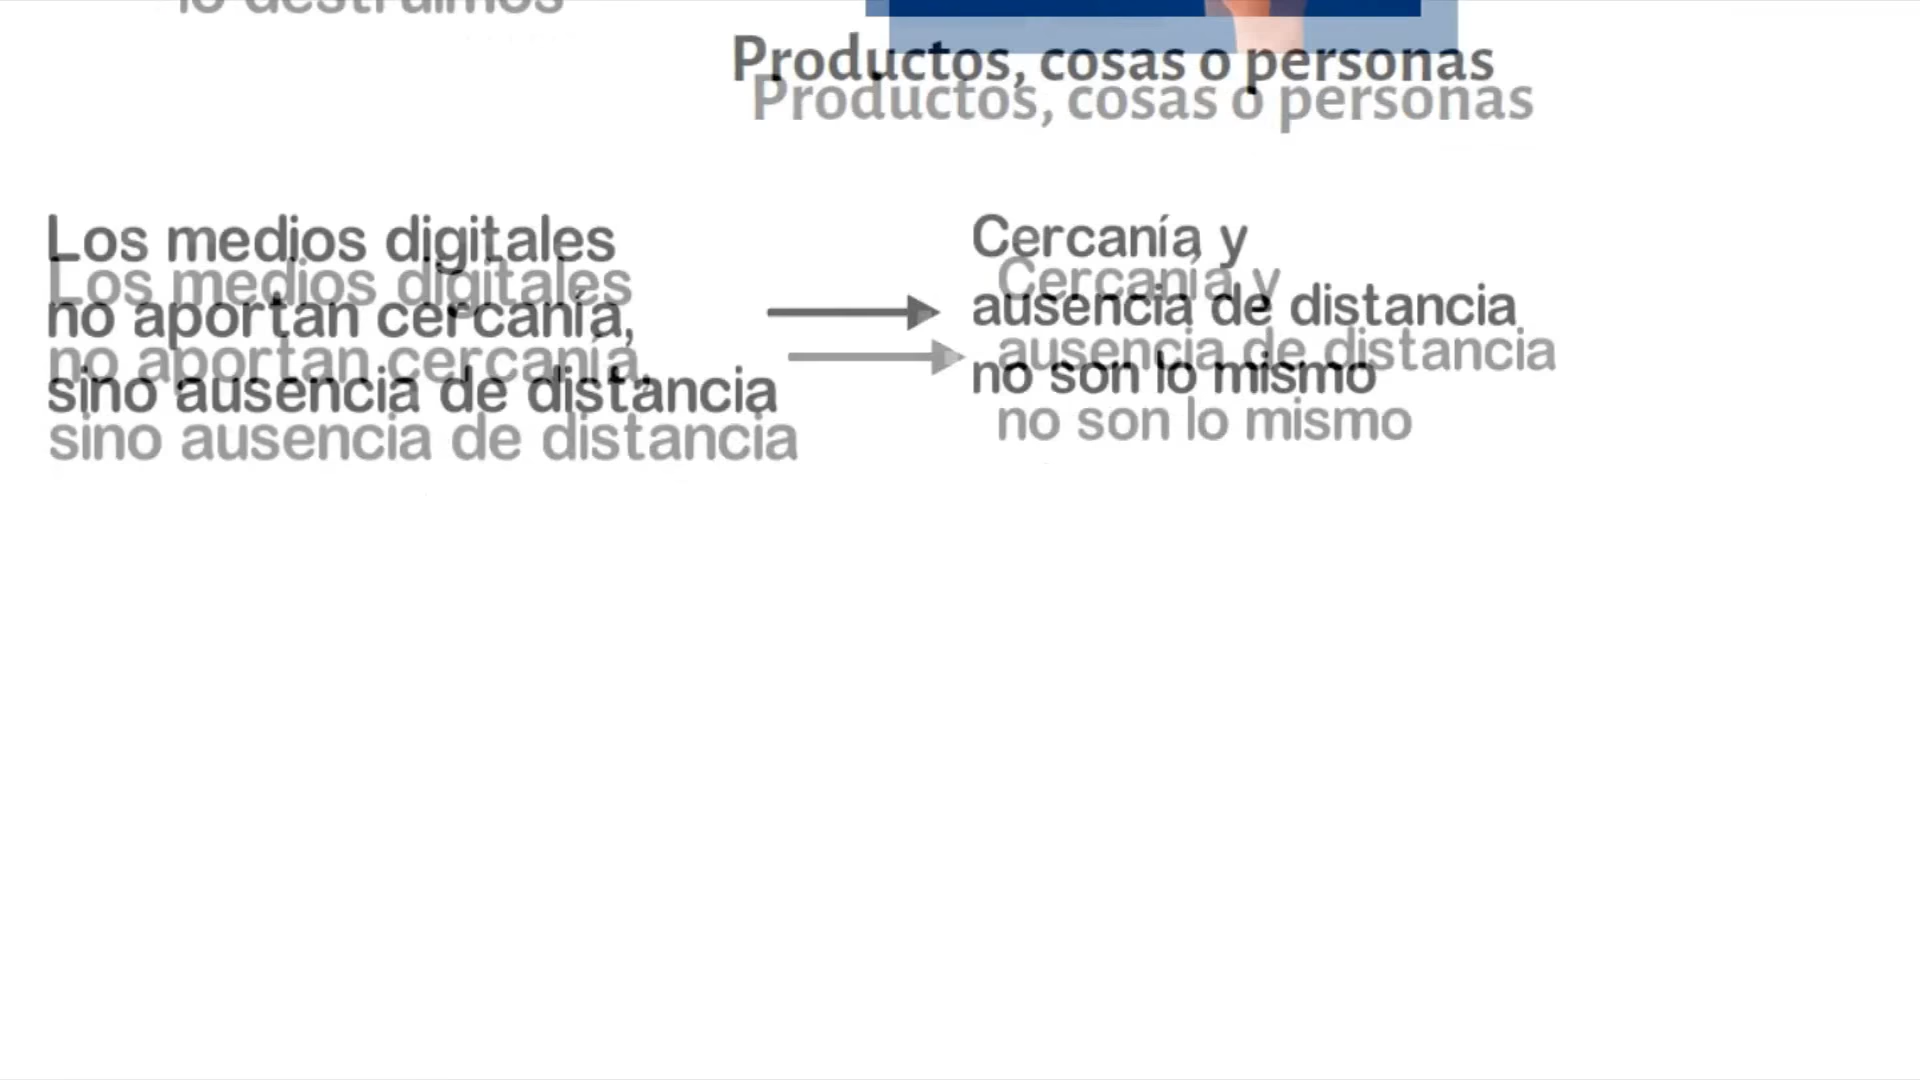 lo destruimos
Productos, cosas o personas
Productos, cosas o personas
Los medios digitales
Los medios digitales
no aportan cercanía,
no aportan cercanía,
sino ausencia de distancia
sino ausencia de distancia
Cercanía y
Cercanía y
ausencia de distancia
ausencia de distancia
no son lo mismo
no son lo mismo